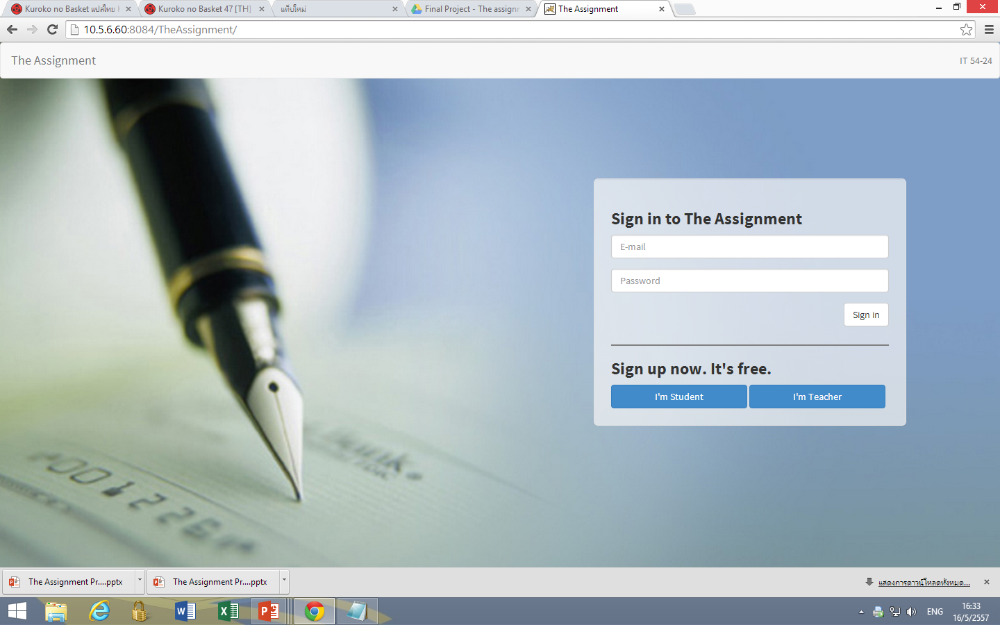 Kuroko no Basket แปลไทย
Kuroko no Basket 47 [TH]
แท็บใหม่
Final Project - The assignm
The Assignment
10.5.6.60:8084/TheAssignment/
The Assignment
IT 54-24
Sign in to The Assignment
E-mail
Password
Sign in
Sign up now. It's free.
I'm Student
I'm Teacher
The Assignment Pr....pptx
The Assignment Pr....pptx
แสดงการดาวน์โหลดทั้งหมด...
ENG
16:33
16/5/2557